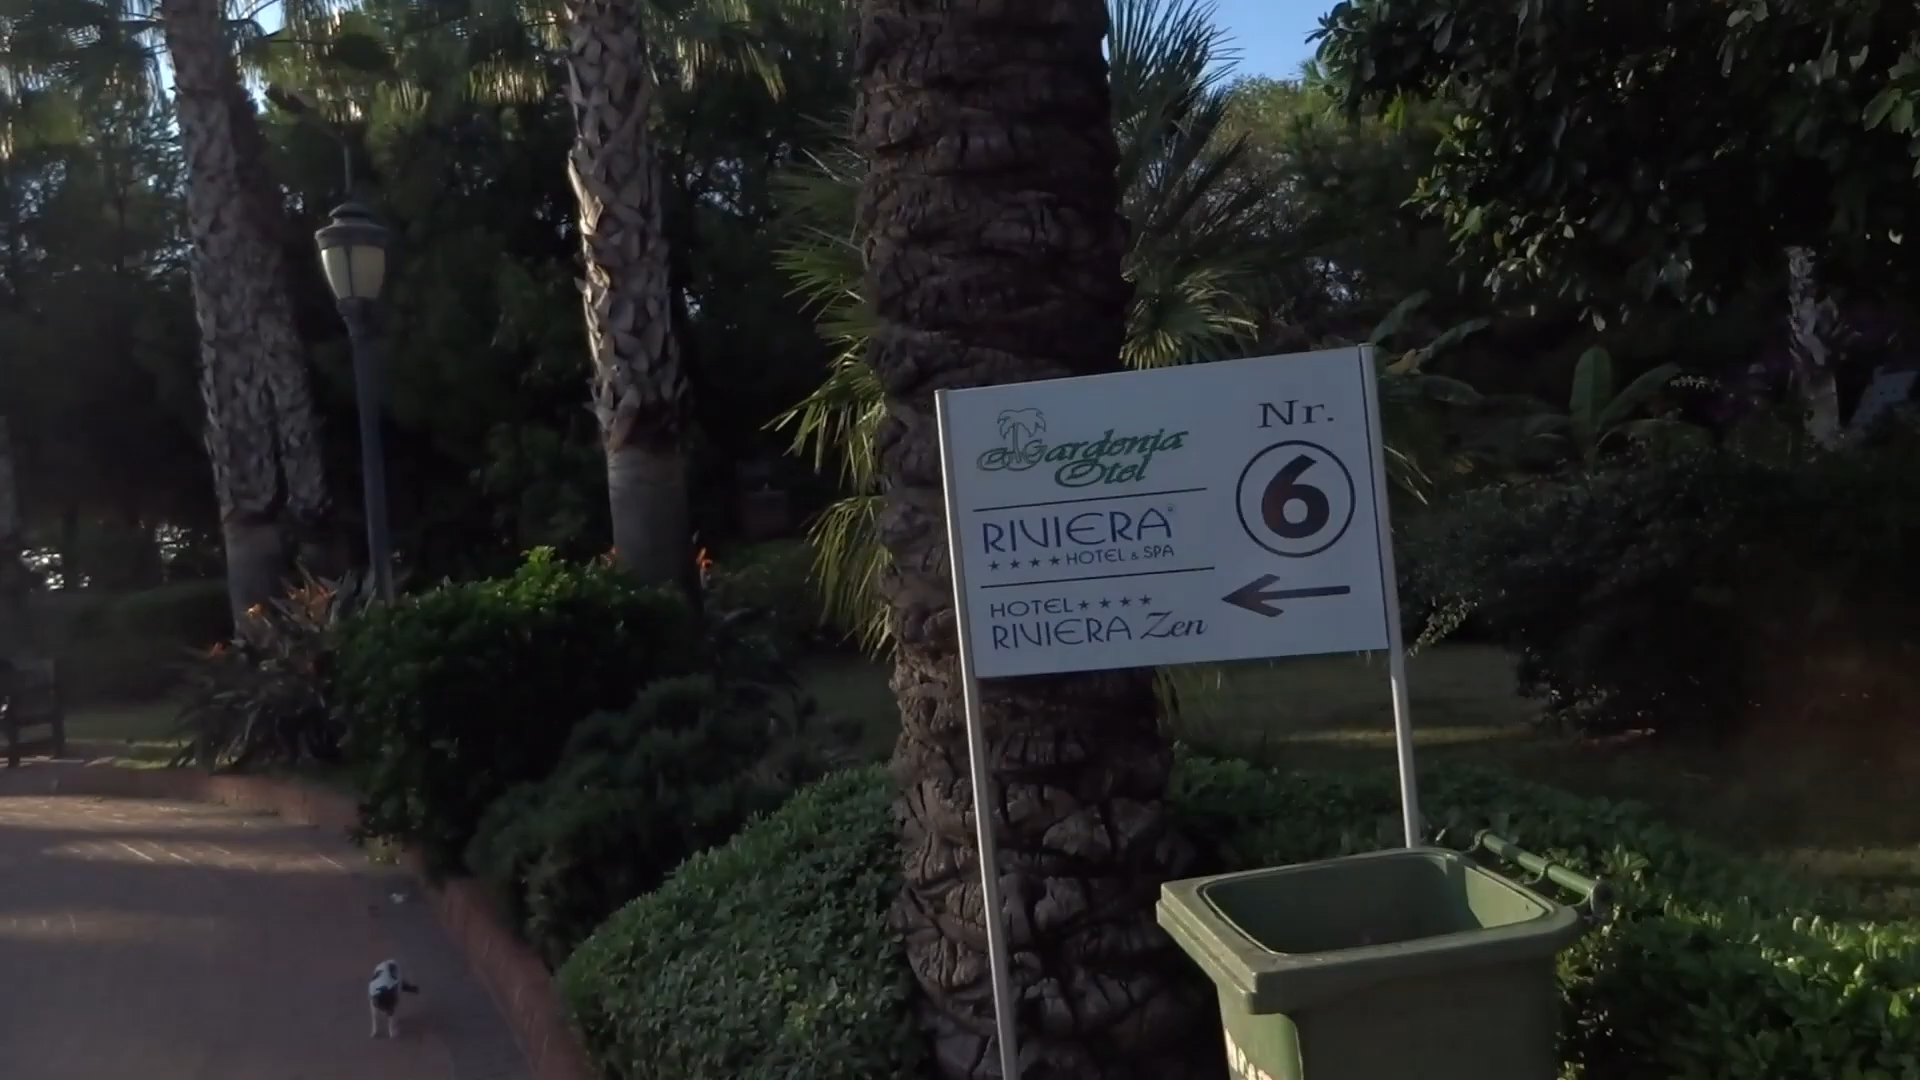 Gardenia
Otel
RIVIERA
★★★★HOTEL & SPA
HOTEL★★★★
RIVIERA Zen
Nr.
6